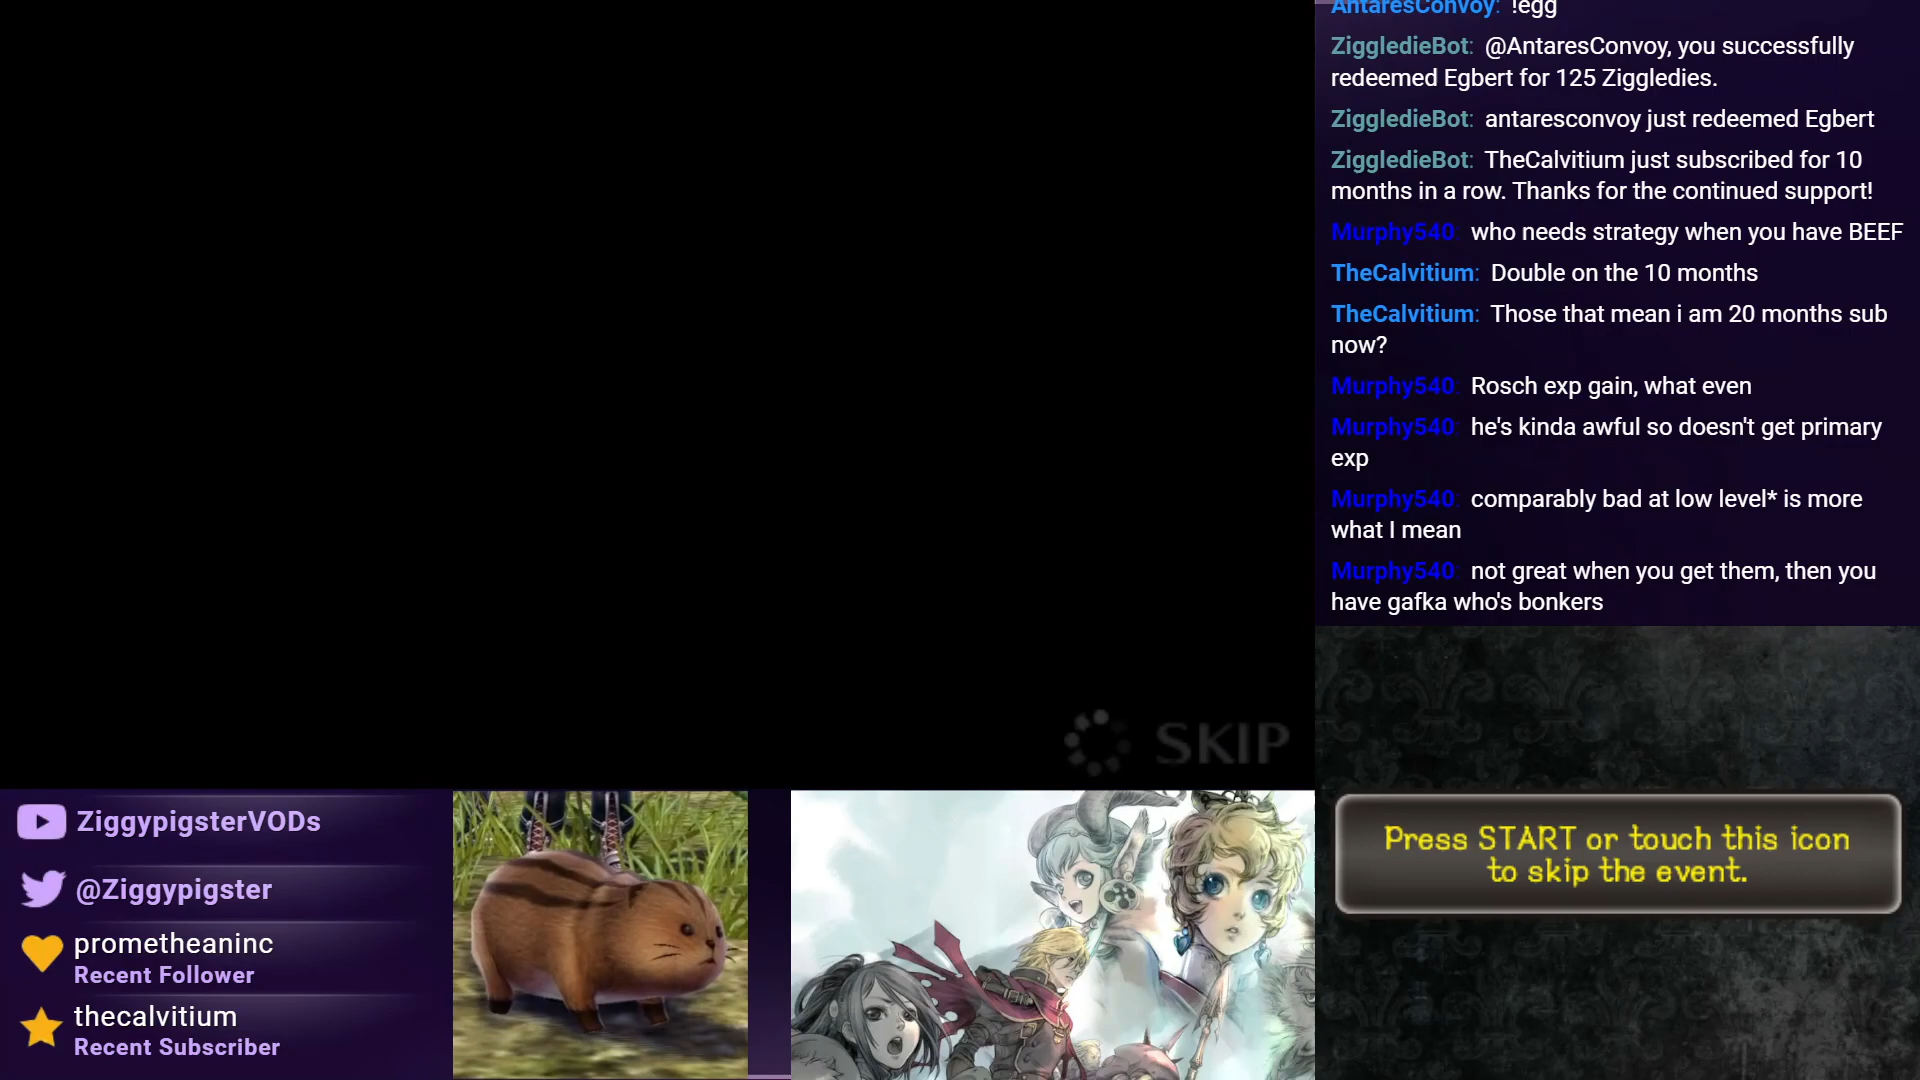 AntaresConvoy: !egg
ZiggledieBot: @AntaresConvoy, you successfully
redeemed Egbert for 125 Ziggledies.
ZiggledieBot: antaresconvoy just redeemed Egbert
ZiggledieBot: TheCalvitium just subscribed for 10
months in a row. Thanks for the continued support!
Murphy540: who needs strategy when you have BEEF
TheCalvitium: Double on the 10 months
TheCalvitium: Those that mean i am 20 months sub
now?
Murphy540: Rosch exp gain, what even
Murphy540: he's kinda awful so doesn't get primary
exp
Murphy540: comparably bad at low level* is more
what I mean
Murphy540: not great when you get them, then you
have gafka who's bonkers
SKIP
Press START or touch this icon
to skip the event.
ZiggypigsterVODs
@Ziggypigster
prometheaninc
Recent Follower
thecalvitium
Recent Subscriber